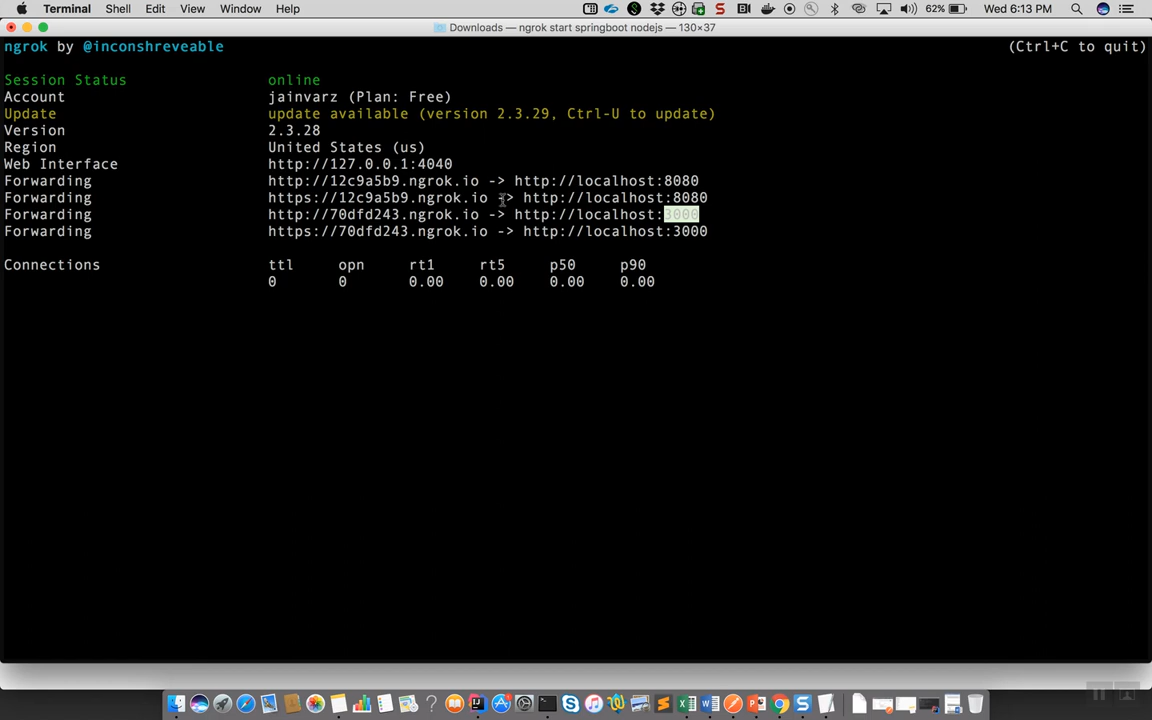 Terminal Shell Edit View Window Help 62% Wed 6:13 PM
Downloads — ngrok start springboot nodejs — 130×37
ngrok by @inconshreveable (Ctrl+C to quit)
Session Status online
Account jainvarz (Plan: Free)
Update update available (version 2.3.29, Ctrl-U to update)
Version 2.3.28
Region United States (us)
Web Interface http://127.0.0.1:4040
Forwarding http://12c9a5b9.ngrok.io -> http://localhost:8080
Forwarding https://12c9a5b9.ngrok.io -> http://localhost:8080
Forwarding http://70dfd243.ngrok.io -> http://localhost:3000
Forwarding https://70dfd243.ngrok.io -> http://localhost:3000
Connections ttl opn rt1 rt5 p50 p90
0 0 0.00 0.00 0.00 0.00